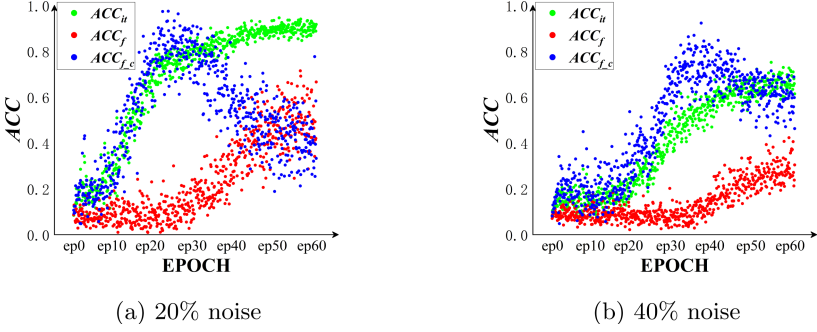 1.0
0.8
0.6
0.4
0.2
0.0
ACC
ACC_it
ACC_f
ACC_f_c
ep0 ep10 ep20 ep30 ep40 ep50 ep60
EPOCH
(a) 20% noise
1.0
0.8
0.6
0.4
0.2
0.0
ACC
ACC_it
ACC_f
ACC_f_c
ep0 ep10 ep20 ep30 ep40 ep50 ep60
EPOCH
(b) 40% noise